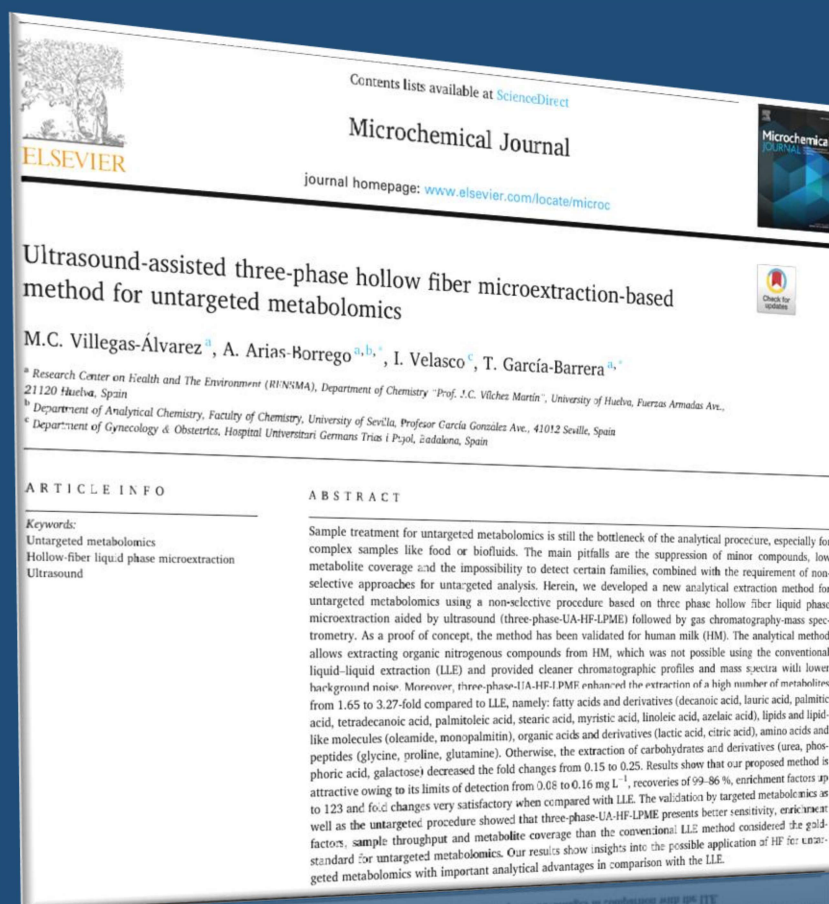 Contents lists available at ScienceDirect
Microchemical Journal
journal homepage: www.elsevier.com/locate/microc
ELSEVIER
Microchemical
JOURNAL
Check for
updates
Ultrasound-assisted three-phase hollow fiber microextraction-based
method for untargeted metabolomics
M.C. Villegas-Álvarez a, A. Arias-Borrego a,b,*, I. Velasco c, T. García-Barrera a,*
a Research Center on Health and The Environment (RENSMA), Department of Chemistry "Prof. J.C. Vílchez Martín", University of Huelva, Fuerzas Armadas Ave.,
21120 Huelva, Spain
b Department of Analytical Chemistry, Faculty of Chemistry, University of Sevilla, Profesor García González Ave., 41012 Seville, Spain
c Department of Gynecology & Obstetrics, Hospital Universitari Germans Trias i Pujol, Badalona, Spain
ARTICLE INFO
Keywords:
Untargeted metabolomics
Hollow-fiber liquid phase microextraction
Ultrasound
ABSTRACT
Sample treatment for untargeted metabolomics is still the bottleneck of the analytical procedure, especially for
complex samples like food or biofluids. The main pitfalls are the suppression of minor compounds, low
metabolite coverage and the impossibility to detect certain families, combined with the requirement of non-
selective approaches for untargeted analysis. Herein, we developed a new analytical extraction method for
untargeted metabolomics using a non-selective procedure based on three phase hollow fiber liquid phase
microextraction aided by ultrasound (three-phase-UA-HF-LPME) followed by gas chromatography-mass spec-
trometry. As a proof of concept, the method has been validated for human milk (HM). The analytical method
allows extracting organic nitrogenous compounds from HM, which was not possible using the conventional
liquid–liquid extraction (LLE) and provided cleaner chromatographic profiles and mass spectra with lower
background noise. Moreover, three-phase-UA-HF-LPME enhanced the extraction of a high number of metabolites
from 1.65 to 3.27-fold compared to LLE, namely: fatty acids and derivatives (decanoic acid, lauric acid, palmitic
acid, tetradecanoic acid, palmitoleic acid, stearic acid, myristic acid, linoleic acid, azelaic acid), lipids and lipid-
like molecules (oleamide, monopalmitin), organic acids and derivatives (lactic acid, citric acid), amino acids and
peptides (glycine, proline, glutamine). Otherwise, the extraction of carbohydrates and derivatives (urea, phos-
phoric acid, galactose) decreased the fold changes from 0.15 to 0.25. Results show that our proposed method is
attractive owing to its limits of detection from 0.08 to 0.16 mg L−1, recoveries of 99–86 %, enrichment factors up
to 123 and fold changes very satisfactory when compared with LLE. The validation by targeted metabolomics as
well as the untargeted procedure showed that three-phase-UA-HF-LPME presents better sensitivity, enrichment
factors, sample throughput and metabolite coverage than the conventional LLE method considered the gold-
standard for untargeted metabolomics. Our results show insights into the possible application of HF for untar-
geted metabolomics with important analytical advantages in comparison with the LLE.